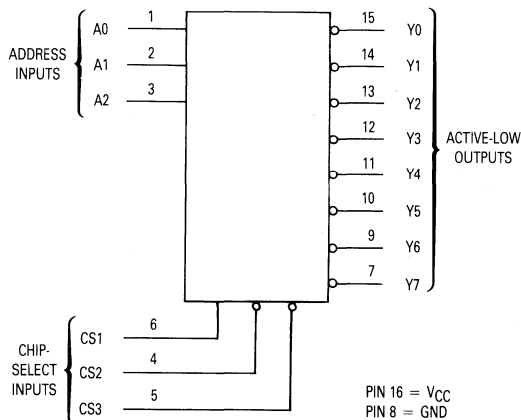 ADDRESS
INPUTS
A0 1
A1 2
A2 3
15 Y0
14 Y1
13 Y2
12 Y3
11 Y4
10 Y5
9 Y6
7 Y7
ACTIVE-LOW
OUTPUTS
CHIP-
SELECT
INPUTS
CS1 6
CS2 4
CS3 5
PIN 16 = VCC
PIN 8 = GND